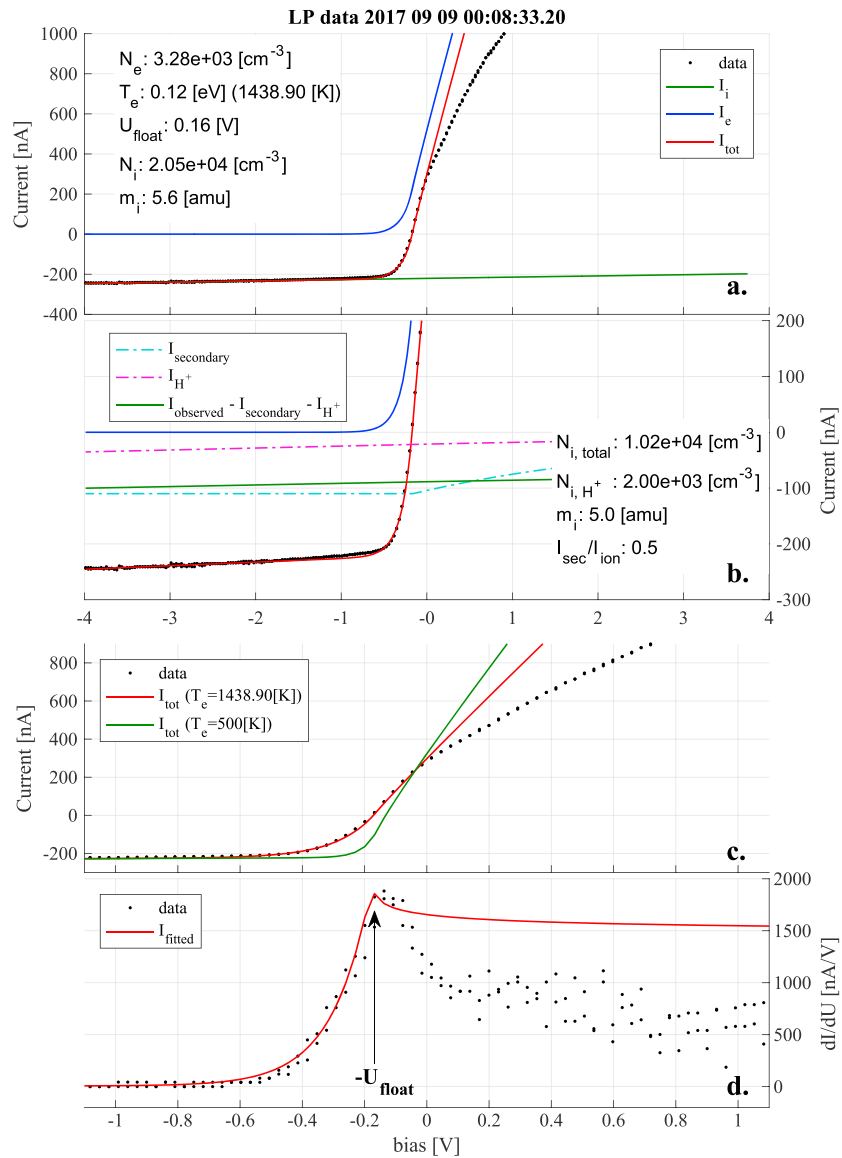 LP data 2017 09 09 00:08:33.20
1000
800
600
400
200
0
-200
-400
Current [nA]
N_e: 3.28e+03 [cm^-3]
T_e: 0.12 [eV] (1438.90 [K])
U_float: 0.16 [V]
N_i: 2.05e+04 [cm^-3]
m_i: 5.6 [amu]
data
I_i
I_e
I_tot
a.
I_secondary
I_H^+
I_observed - I_secondary - I_H^+
200
100
0
-100
-200
-300
Current [nA]
N_i, total: 1.02e+04 [cm^-3]
N_i, H^+ : 2.00e+03 [cm^-3]
m_i: 5.0 [amu]
I_sec/I_ion: 0.5
b.
-4 -3 -2 -1 -0 1 2 3 4
800
600
400
200
0
-200
Current [nA]
data
I_tot (T_e=1438.90[K])
I_tot (T_e=500[K])
c.
data
I_fitted
2000
1500
1000
500
0
dI/dU [nA/V]
-U_float
d.
-1 -0.8 -0.6 -0.4 -0.2 0 0.2 0.4 0.6 0.8 1
bias [V]